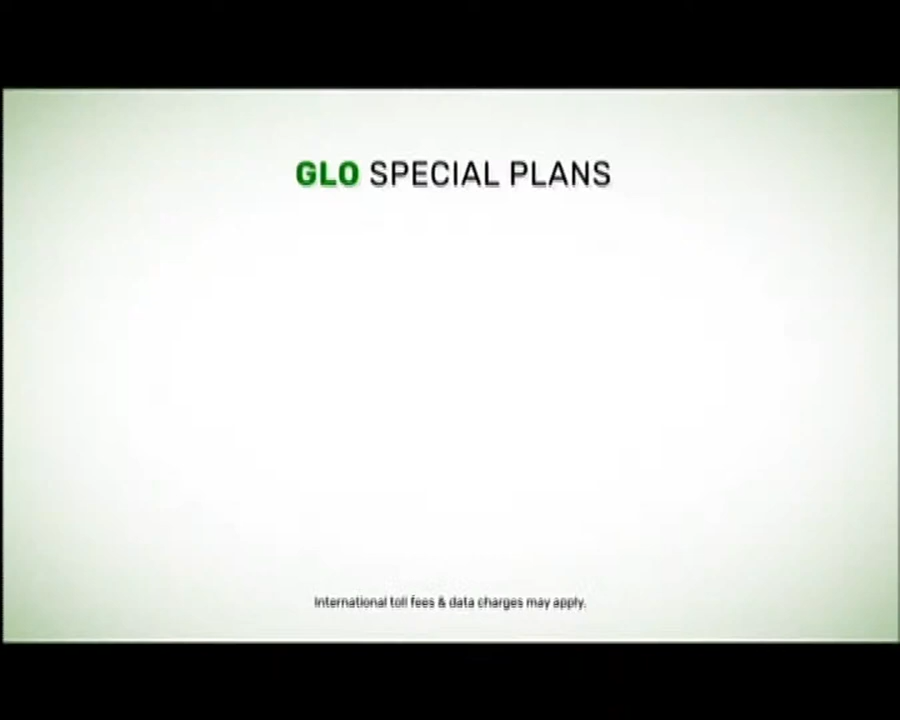 GLO SPECIAL PLANS
International toll fees & data charges may apply.